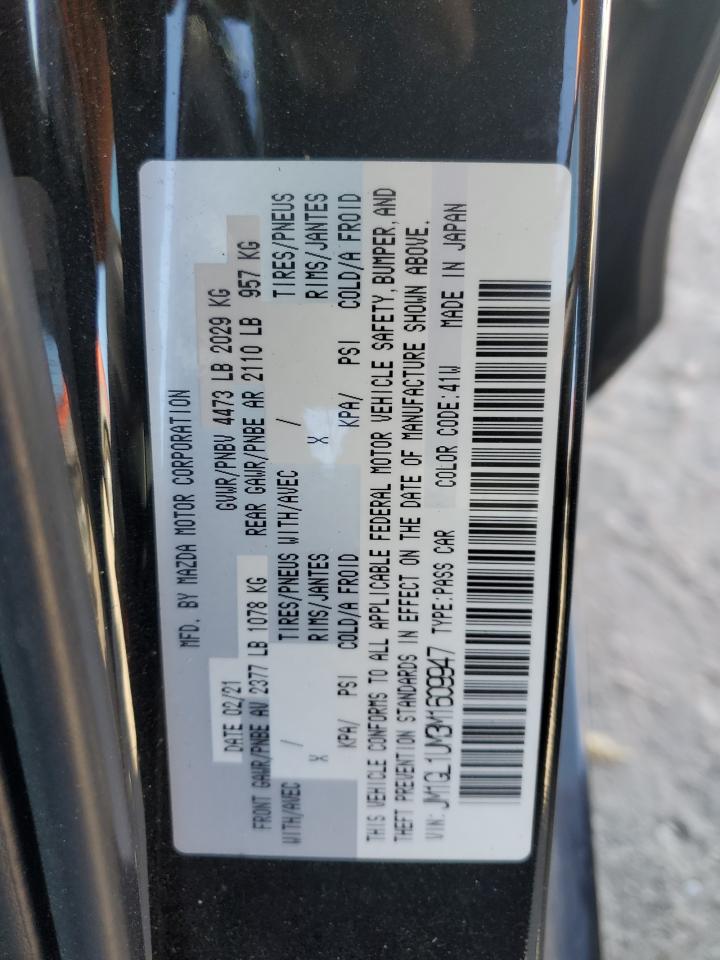 MFD. BY MAZDA MOTOR CORPORATION
DATE 02/21 GVWR/PNBV 4473 LB 2029 KG
FRONT GAWR/PNBE AV 2377 LB 1078 KG REAR GAWR/PNBE AR 2110 LB 957 KG
WITH/AVEC / TIRES/PNEUS WITH/AVEC / TIRES/PNEUS
X RIMS/JANTES X RIMS/JANTES
KPA/ PSI COLD/A FROID KPA/ PSI COLD/A FROID
THIS VEHICLE CONFORMS TO ALL APPLICABLE FEDERAL MOTOR VEHICLE SAFETY, BUMPER, AND
THEFT PREVENTION STANDARDS IN EFFECT ON THE DATE OF MANUFACTURE SHOWN ABOVE.
VIN: JM1GL1UM3M1609947 TYPE:PASS CAR COLOR CODE:41W MADE IN JAPAN